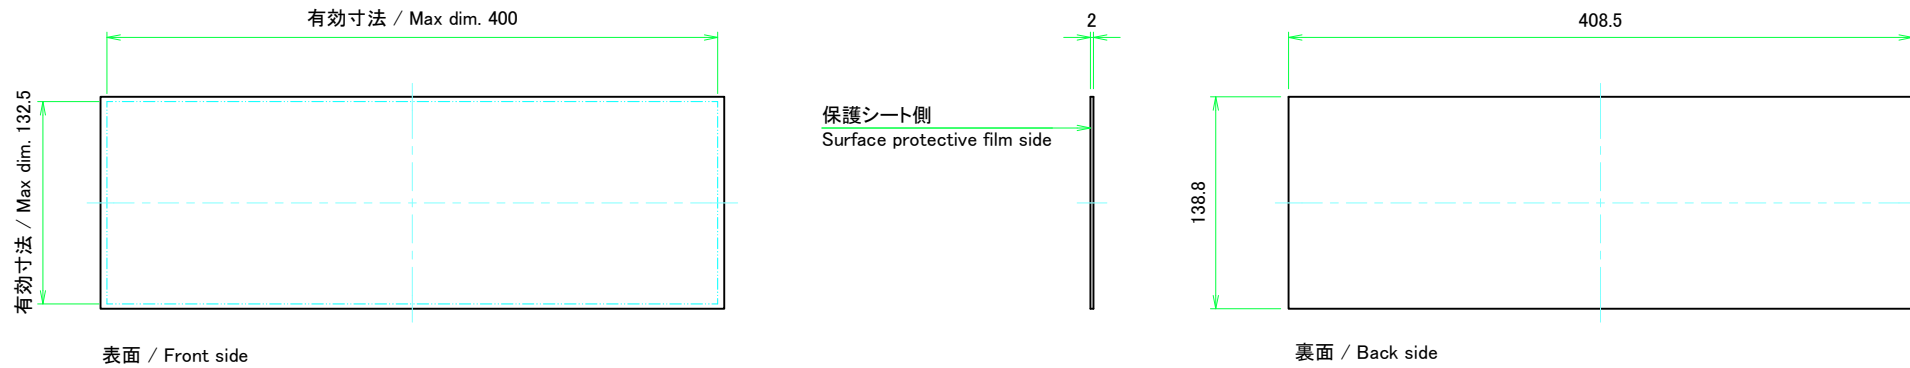 有効寸法 / Max dim. 400
有効寸法 / Max dim. 132.5
表面 / Front side
2
保護シート側
Surface protective film side
408.5
138.8
裏面 / Back side